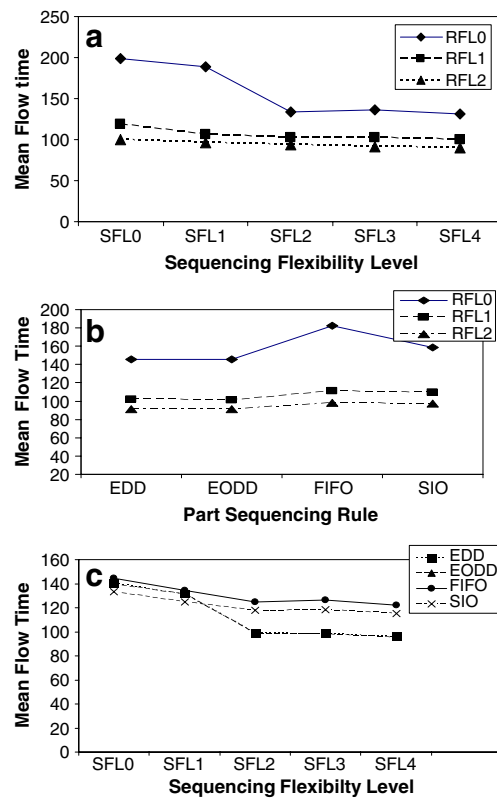 a
250
200
150
100
50
0
Mean Flow time
RFL0
RFL1
RFL2
SFL0 SFL1 SFL2 SFL3 SFL4
Sequencing Flexibility Level
b
200
180
160
140
120
100
80
60
40
20
Mean Flow Time
RFL0
RFL1
RFL2
EDD EODD FIFO SIO
Part Sequencing Rule
c
160
140
120
100
80
60
40
20
0
Mean Flow Time
EDD
EODD
FIFO
SIO
SFL0 SFL1 SFL2 SFL3 SFL4
Sequencing Flexibilty Level